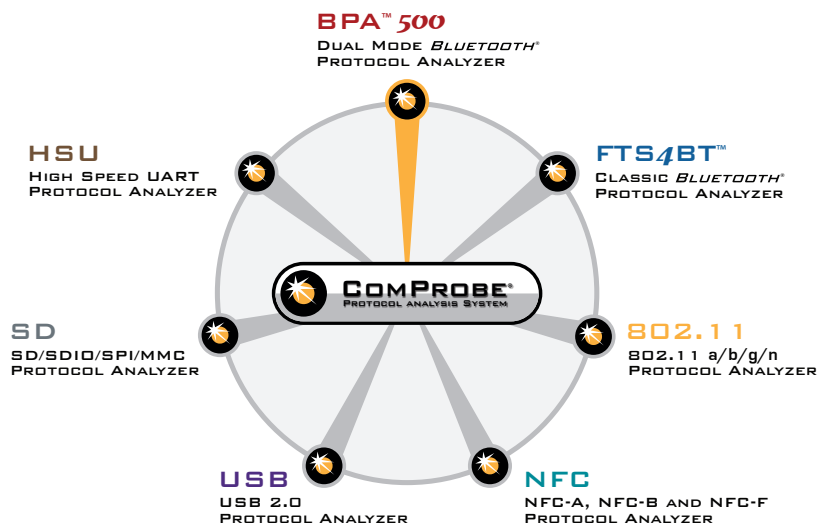 BPA™ 500
Dual Mode Bluetooth®
Protocol Analyzer
HSU
High Speed UART
Protocol Analyzer
FTS4BT™
Classic Bluetooth®
Protocol Analyzer
ComProbe®
Protocol Analysis System
SD
SD/SDIO/SPI/MMC
Protocol Analyzer
802.11
802.11 a/b/g/n
Protocol Analyzer
USB
USB 2.0
Protocol Analyzer
NFC
NFC-A, NFC-B and NFC-F
Protocol Analyzer